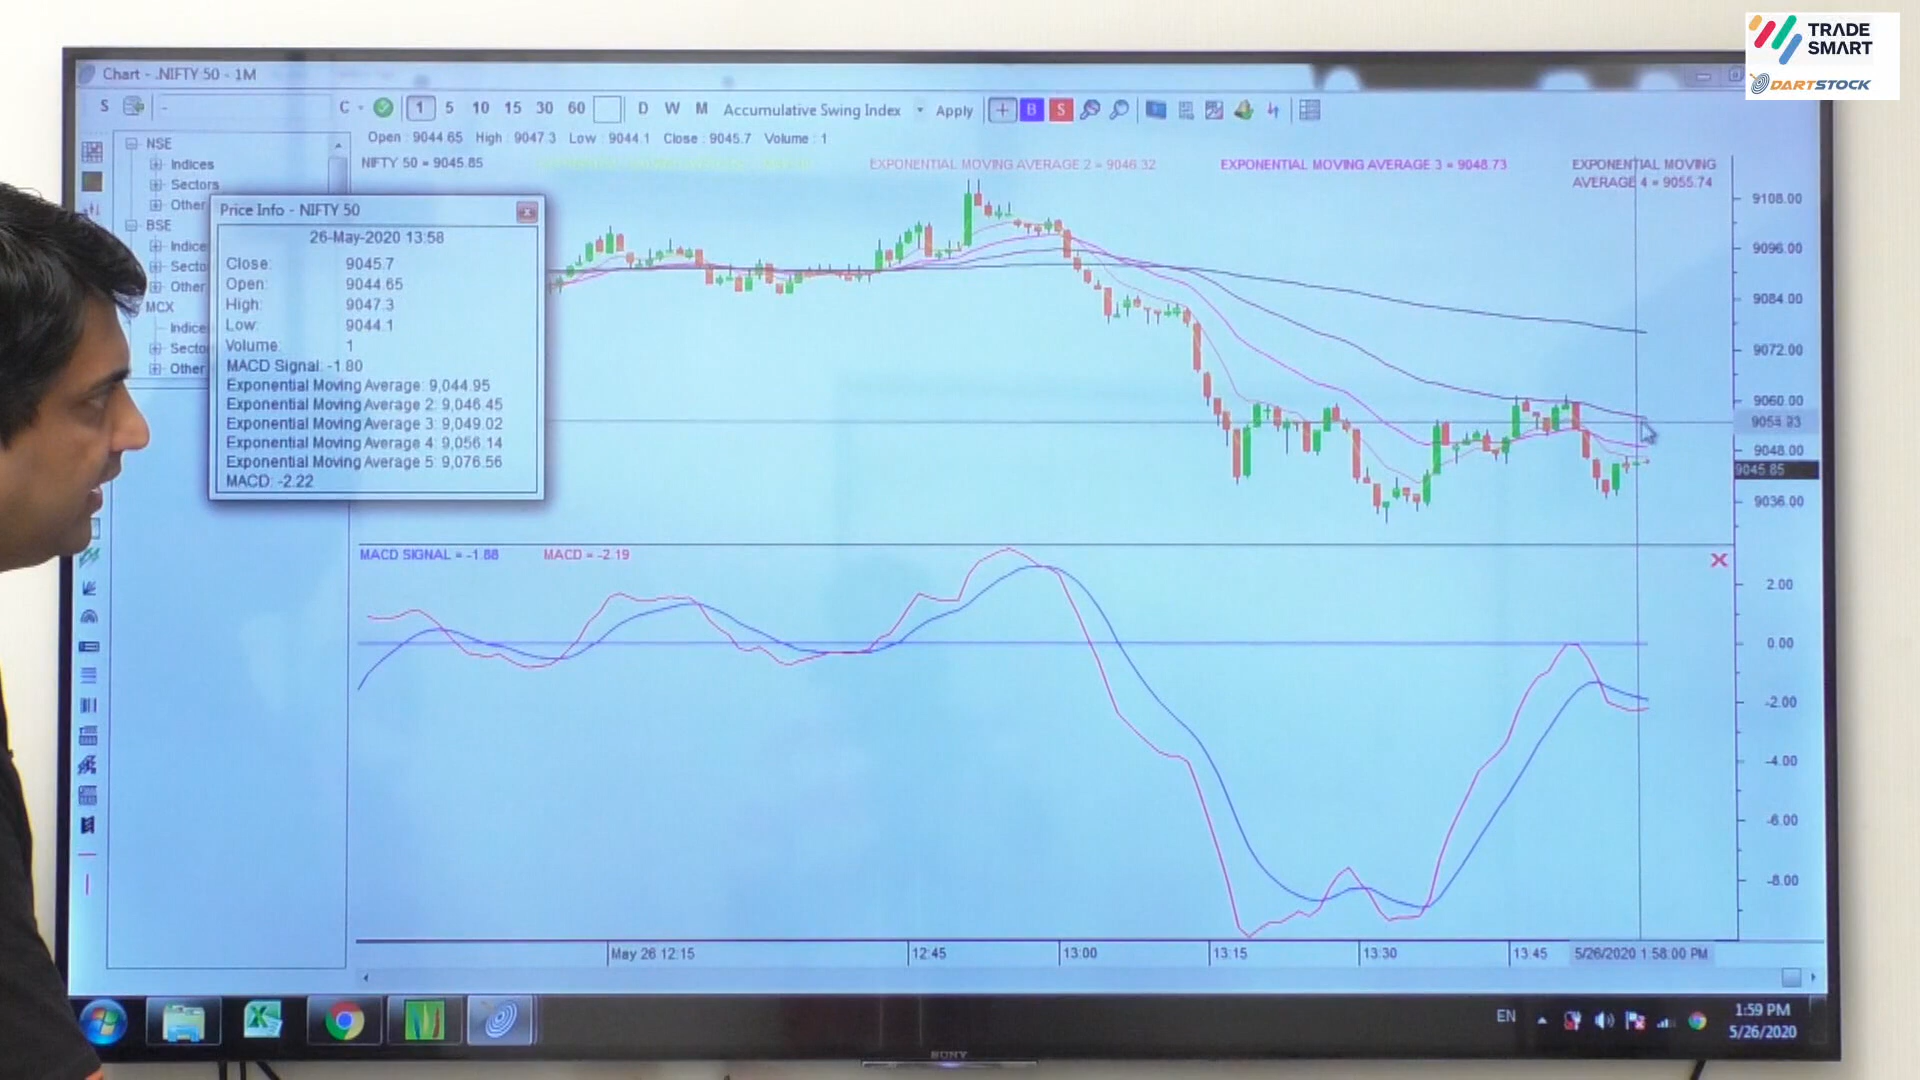 TRADE
SMART
DARTSTOCK
Chart - .NIFTY 50 - 1M
S - C 1 5 10 15 30 60 D W M Accumulative Swing Index Apply B S
Open : 9044.65 High : 9047.3 Low : 9044.1 Close : 9045.7 Volume : 1
NIFTY 50 = 9045.85
EXPONENTIAL MOVING AVERAGE 2 = 9046.32
EXPONENTIAL MOVING AVERAGE 3 = 9048.73
EXPONENTIAL MOVING
AVERAGE 4 = 9055.74
NSE
Indices
Sectors
Other
BSE
Indice
Secto
Other
MCX
Indice
Secto
Other
Price Info - NIFTY 50
26-May-2020 13:58
Close: 9045.7
Open: 9044.65
High: 9047.3
Low: 9044.1
Volume: 1
MACD Signal: -1.80
Exponential Moving Average: 9,044.95
Exponential Moving Average 2: 9,046.45
Exponential Moving Average 3: 9,049.02
Exponential Moving Average 4: 9,056.14
Exponential Moving Average 5: 9,076.56
MACD: -2.22
9108.00
9096.00
9084.00
9072.00
9060.00
9054.93
9048.00
9045.85
9036.00
MACD SIGNAL = -1.88 MACD = -2.19
2.00
0.00
-2.00
-4.00
-6.00
-8.00
May 26 12:15 12:45 13:00 13:15 13:30 13:45 5/26/2020 1:58:00 PM
EN
1:59 PM
5/26/2020
SONY